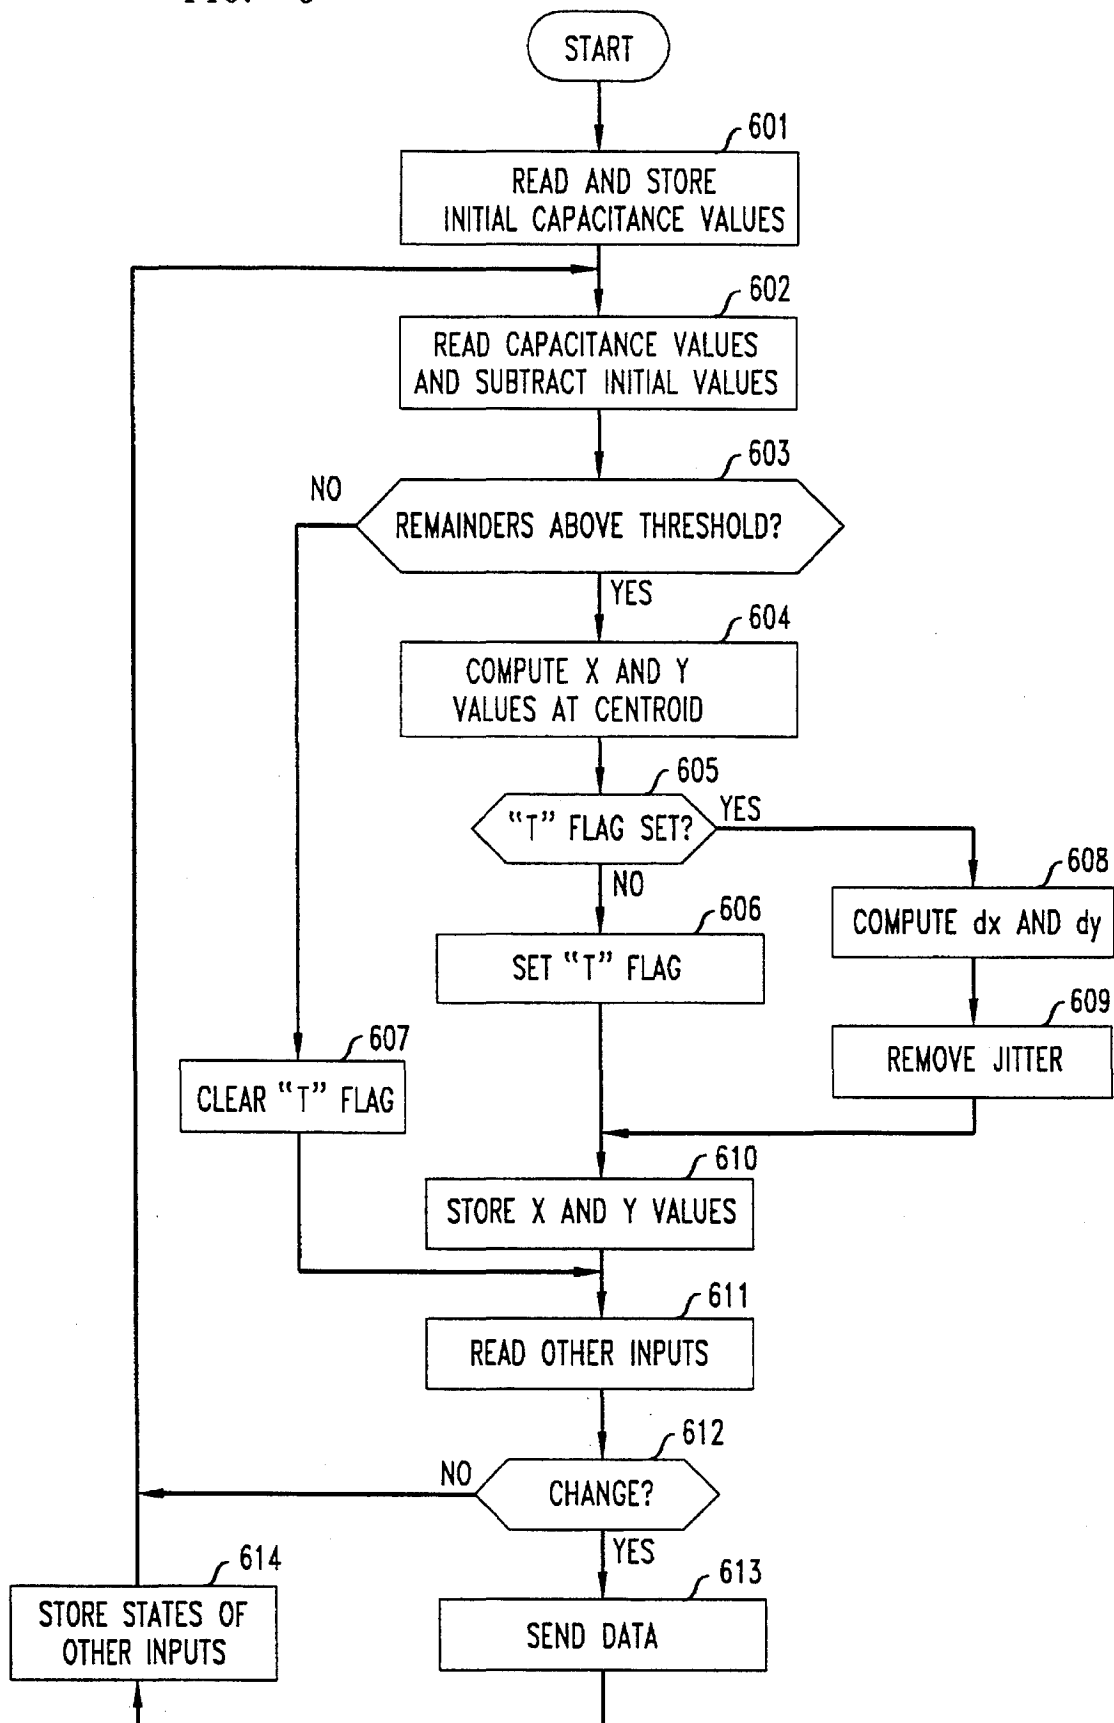 START
601
READ AND STORE
INITIAL CAPACITANCE VALUES
602
READ CAPACITANCE VALUES
AND SUBTRACT INITIAL VALUES
603
NO
REMAINDERS ABOVE THRESHOLD?
YES
604
COMPUTE X AND Y
VALUES AT CENTROID
605
"T" FLAG SET?
YES
NO
608
COMPUTE dx AND dy
606
SET "T" FLAG
609
REMOVE JITTER
607
CLEAR "T" FLAG
610
STORE X AND Y VALUES
611
READ OTHER INPUTS
612
NO
CHANGE?
YES
614
STORE STATES OF
OTHER INPUTS
613
SEND DATA